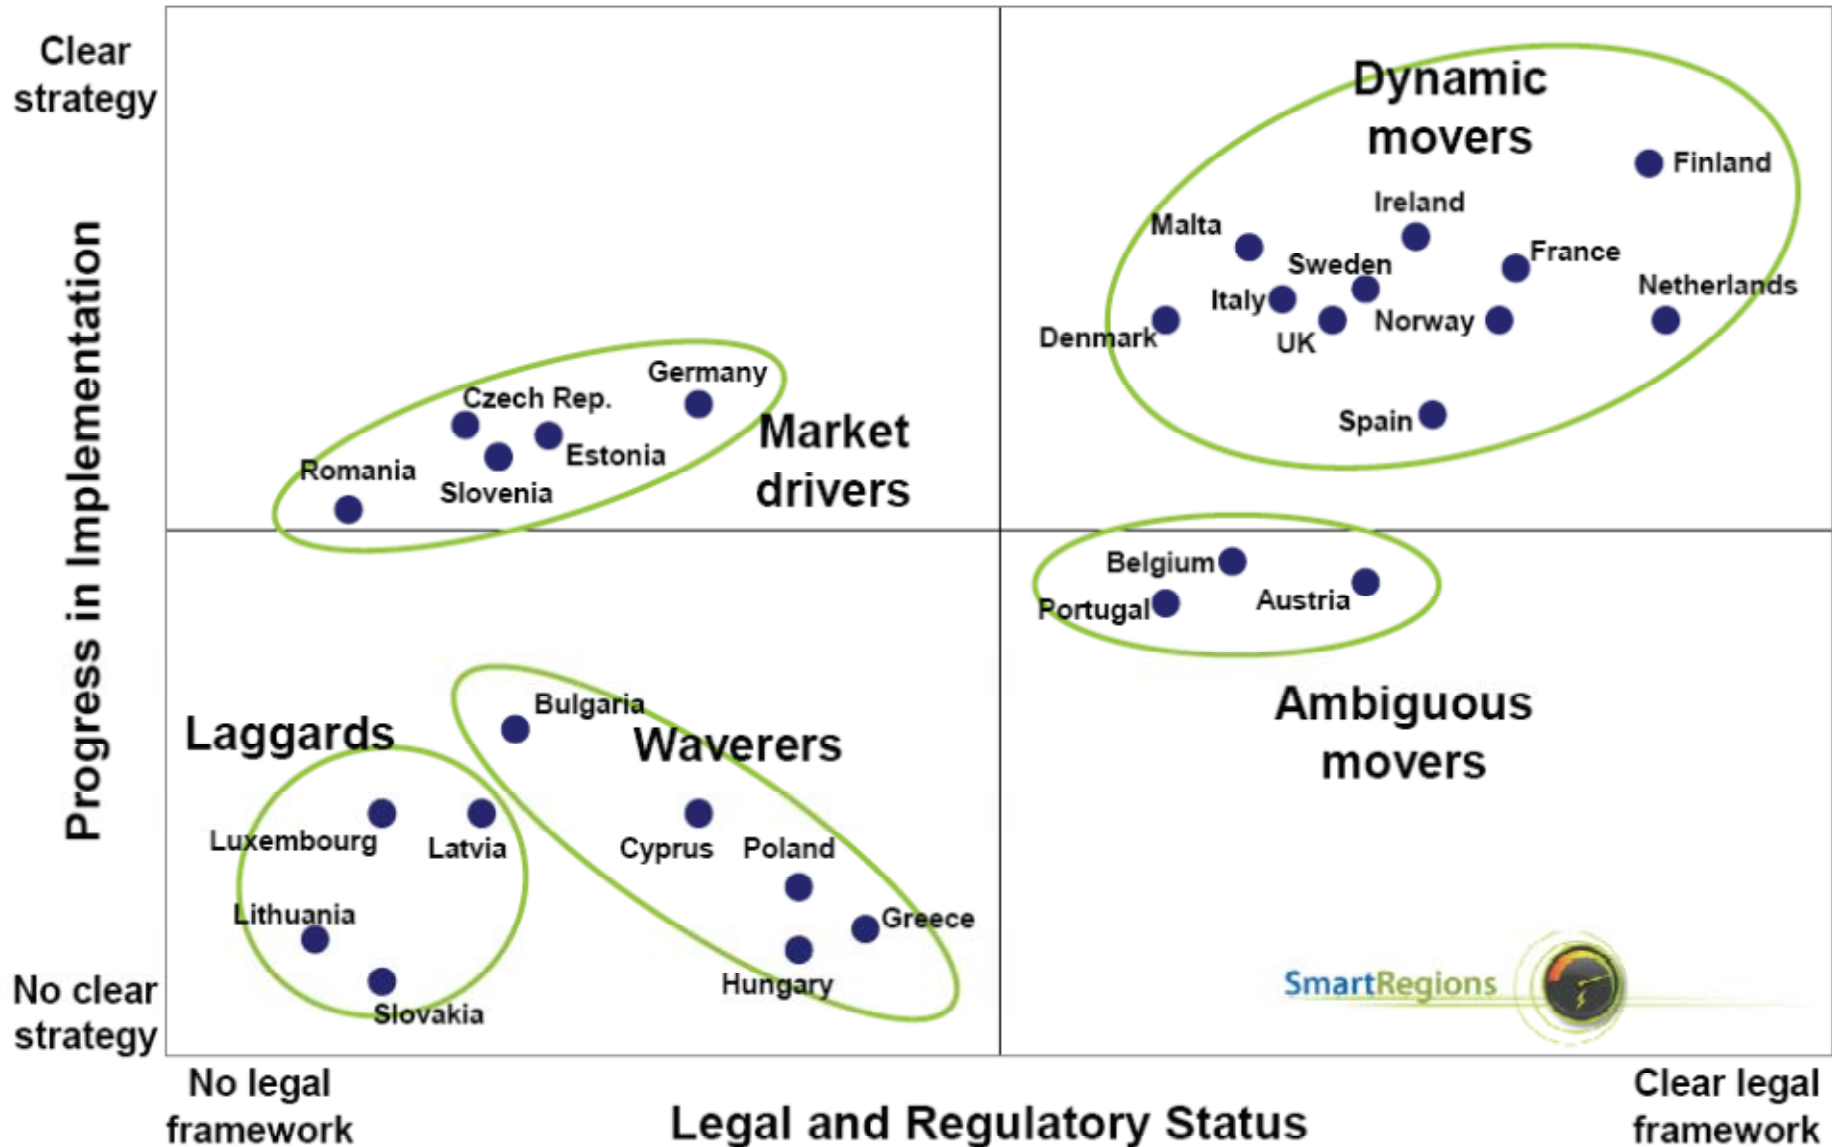 Clear
strategy
Dynamic
movers
Finland
Ireland
Malta
France
Sweden
Netherlands
Italy
Norway
Denmark
UK
Germany
Czech Rep.
Spain
Market
drivers
Estonia
Romania
Slovenia
Progress in Implementation
Belgium
Austria
Portugal
Ambiguous
movers
Bulgaria
Laggards
Waverers
Luxembourg
Latvia
Cyprus
Poland
Lithuania
Greece
Hungary
SmartRegions
Slovakia
No clear
strategy
No legal
framework
Legal and Regulatory Status
Clear legal
framework